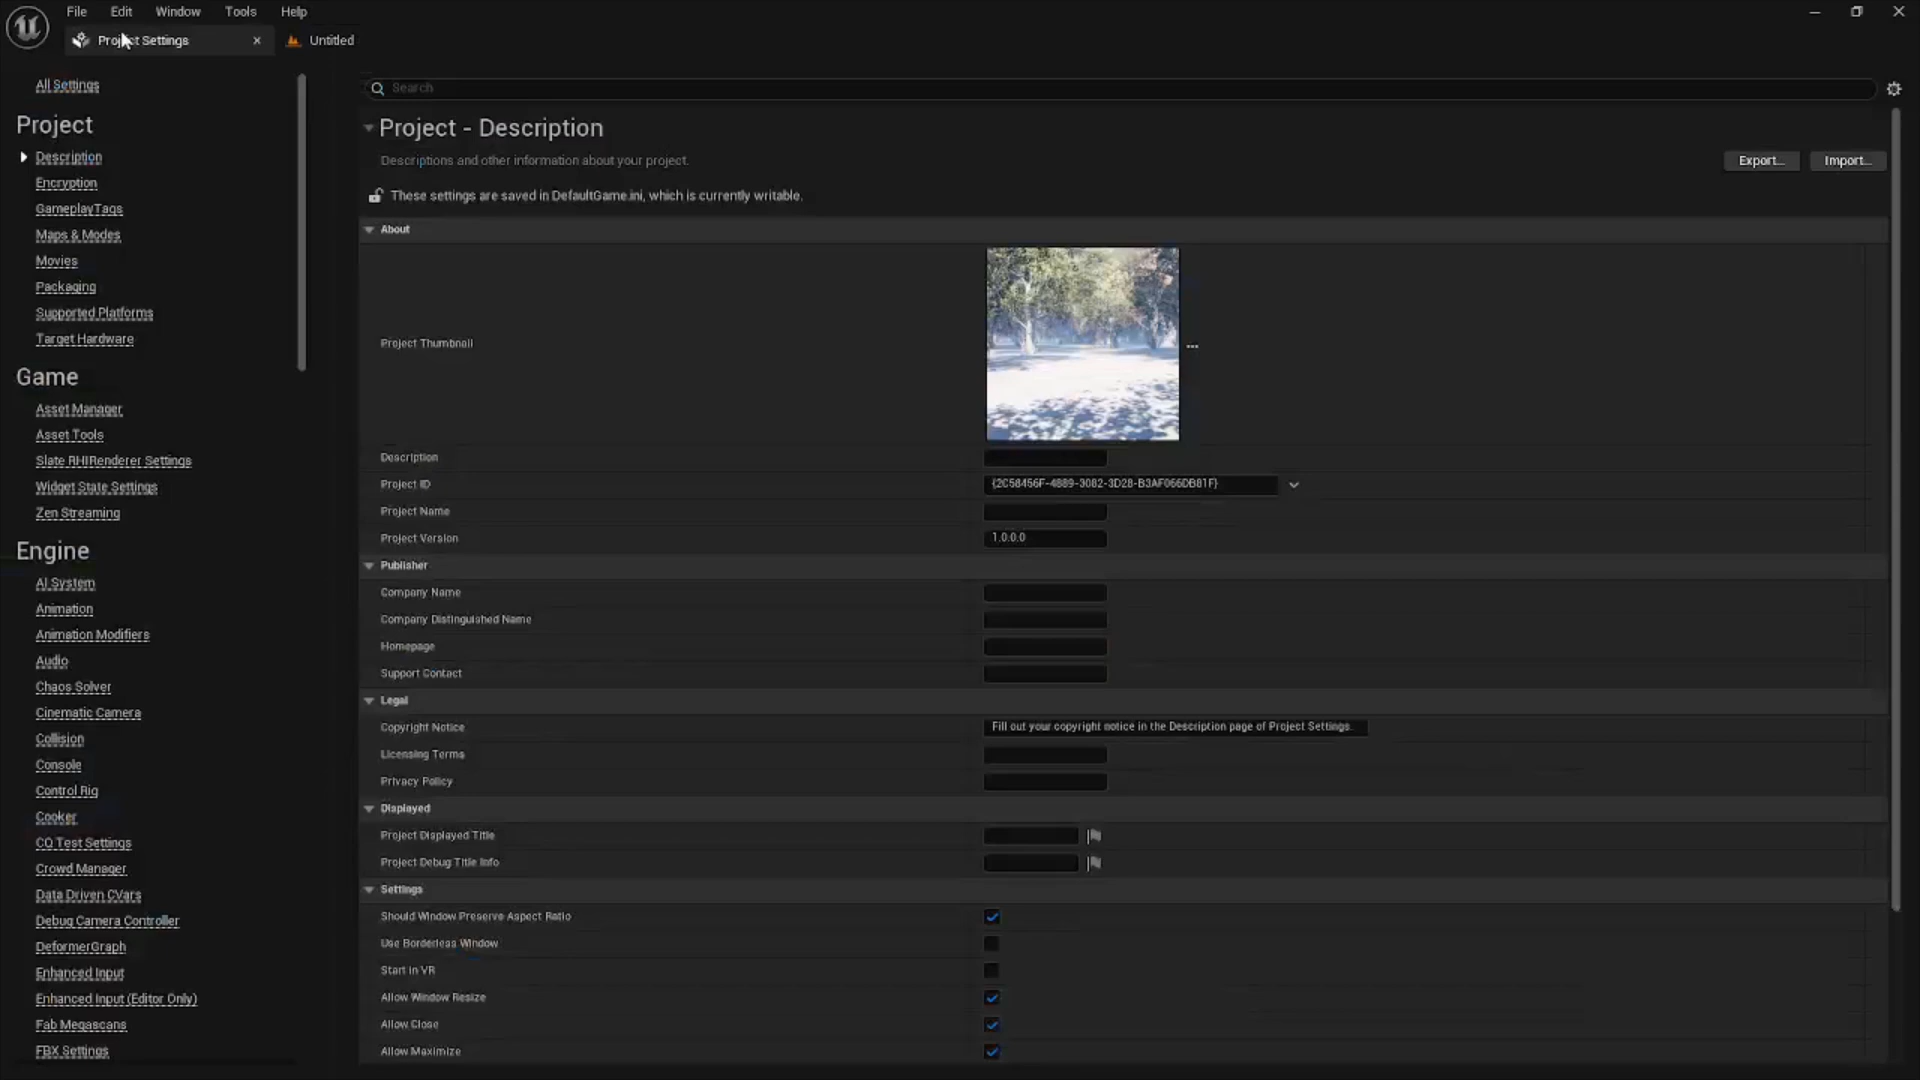 File Edit Window Tools Help
Project Settings Untitled
All Settings
Project
Description
Encryption
GameplayTags
Maps & Modes
Movies
Packaging
Supported Platforms
Target Hardware
Game
Asset Manager
Asset Tools
Slate RHIRenderer Settings
Widget State Settings
Zen Streaming
Engine
AI System
Animation
Animation Modifiers
Audio
Chaos Solver
Cinematic Camera
Collision
Console
Control Rig
Cooker
CQ Test Settings
Crowd Manager
Data Driven CVars
Debug Camera Controller
DeformerGraph
Enhanced Input
Enhanced Input (Editor Only)
Fab Megascans
FBX Settings
Search
Project - Description
Descriptions and other information about your project.
Export... Import...
These settings are saved in DefaultGame.ini, which is currently writable.
About
Project Thumbnail
...
Description
Project ID {2C58456F-4889-3082-3D28-B3AF066DB81F}
Project Name
Project Version 1.0.0.0
Publisher
Company Name
Company Distinguished Name
Homepage
Support Contact
Legal
Copyright Notice Fill out your copyright notice in the Description page of Project Settings.
Licensing Terms
Privacy Policy
Displayed
Project Displayed Title
Project Debug Title Info
Settings
Should Window Preserve Aspect Ratio
Use Borderless Window
Start in VR
Allow Window Resize
Allow Close
Allow Maximize